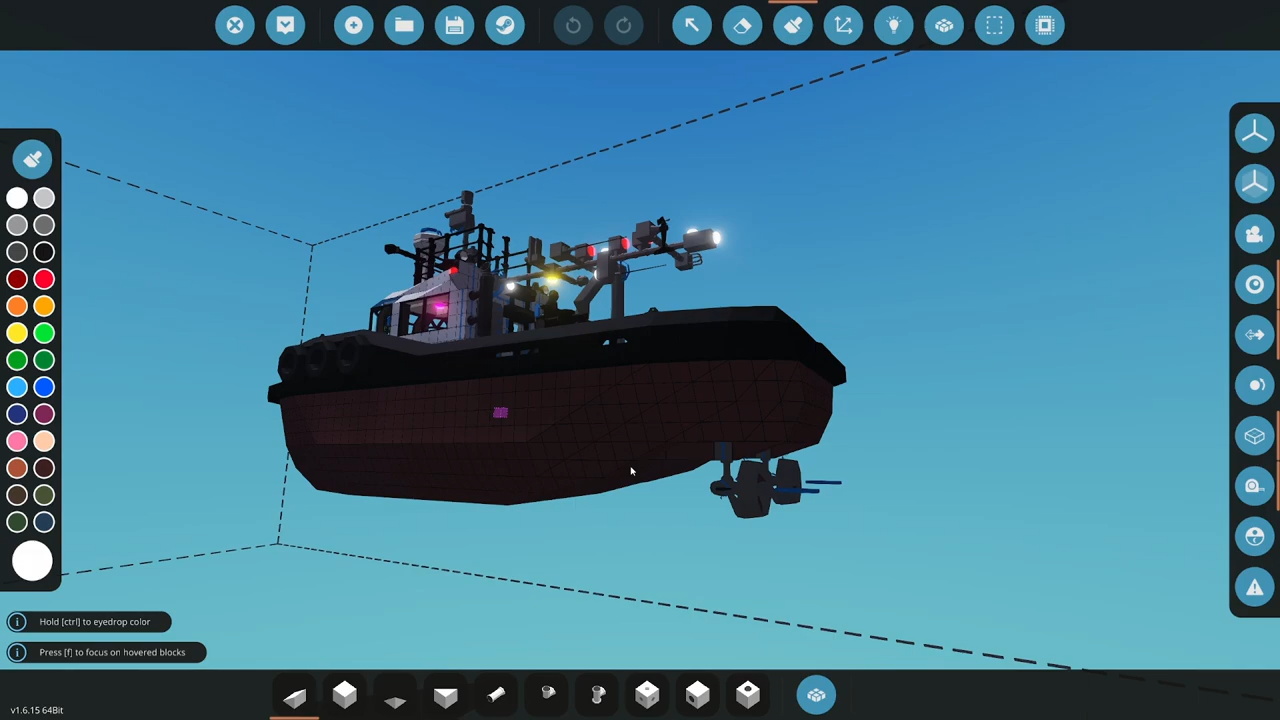 Hold [ctrl] to eyedrop color
Press [f] to focus on hovered blocks
v1.6.15 64Bit